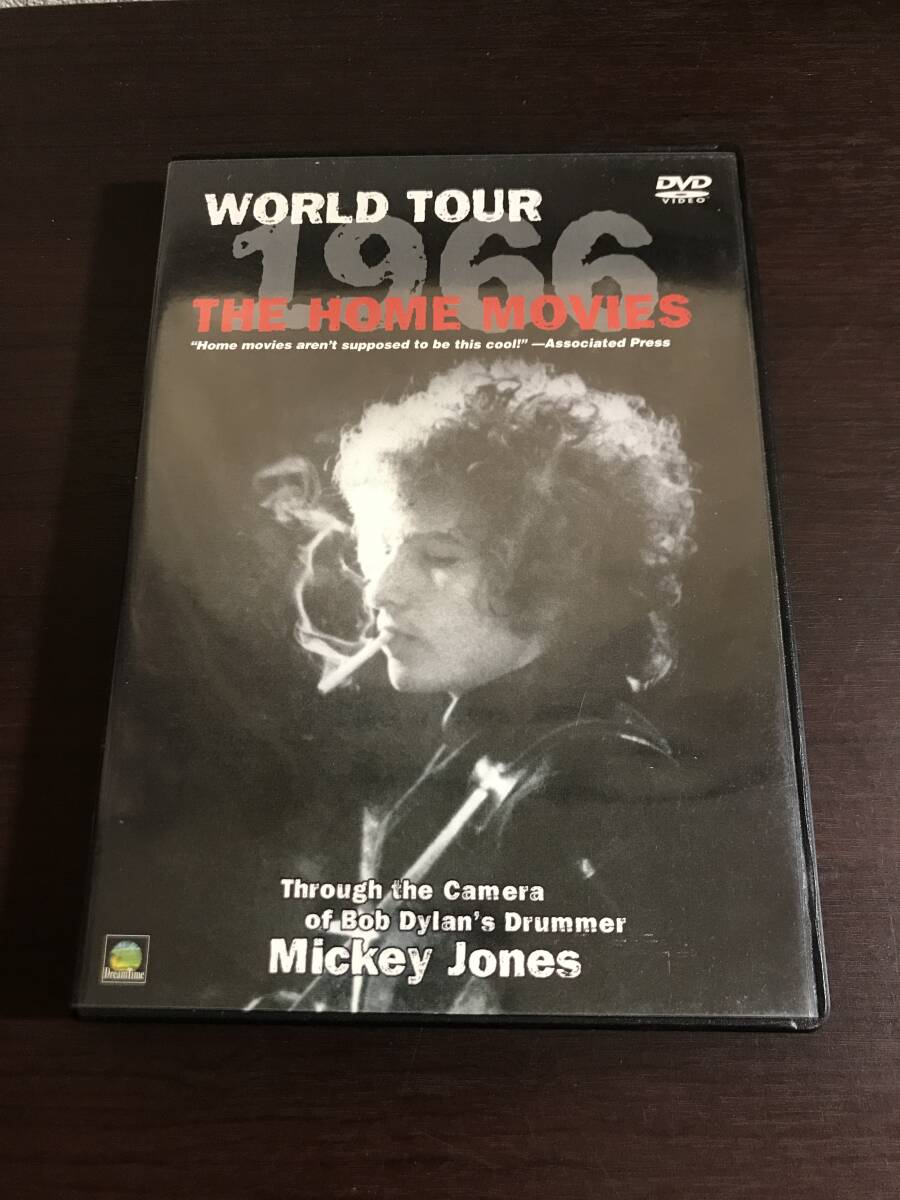 WORLD TOUR
DVD
VIDEO
1966
THE HOME MOVIES
"Home movies aren't supposed to be this cool!" —Associated Press
Through the Camera
of Bob Dylan's Drummer
Mickey Jones
DreamTime